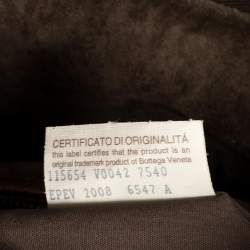 CERTIFICATO DI ORIGINALITÁ
this label certifies that the product is an
original trademark product of Bottega Veneta
115654 V0042 7540
EPEV 2008 6547 A